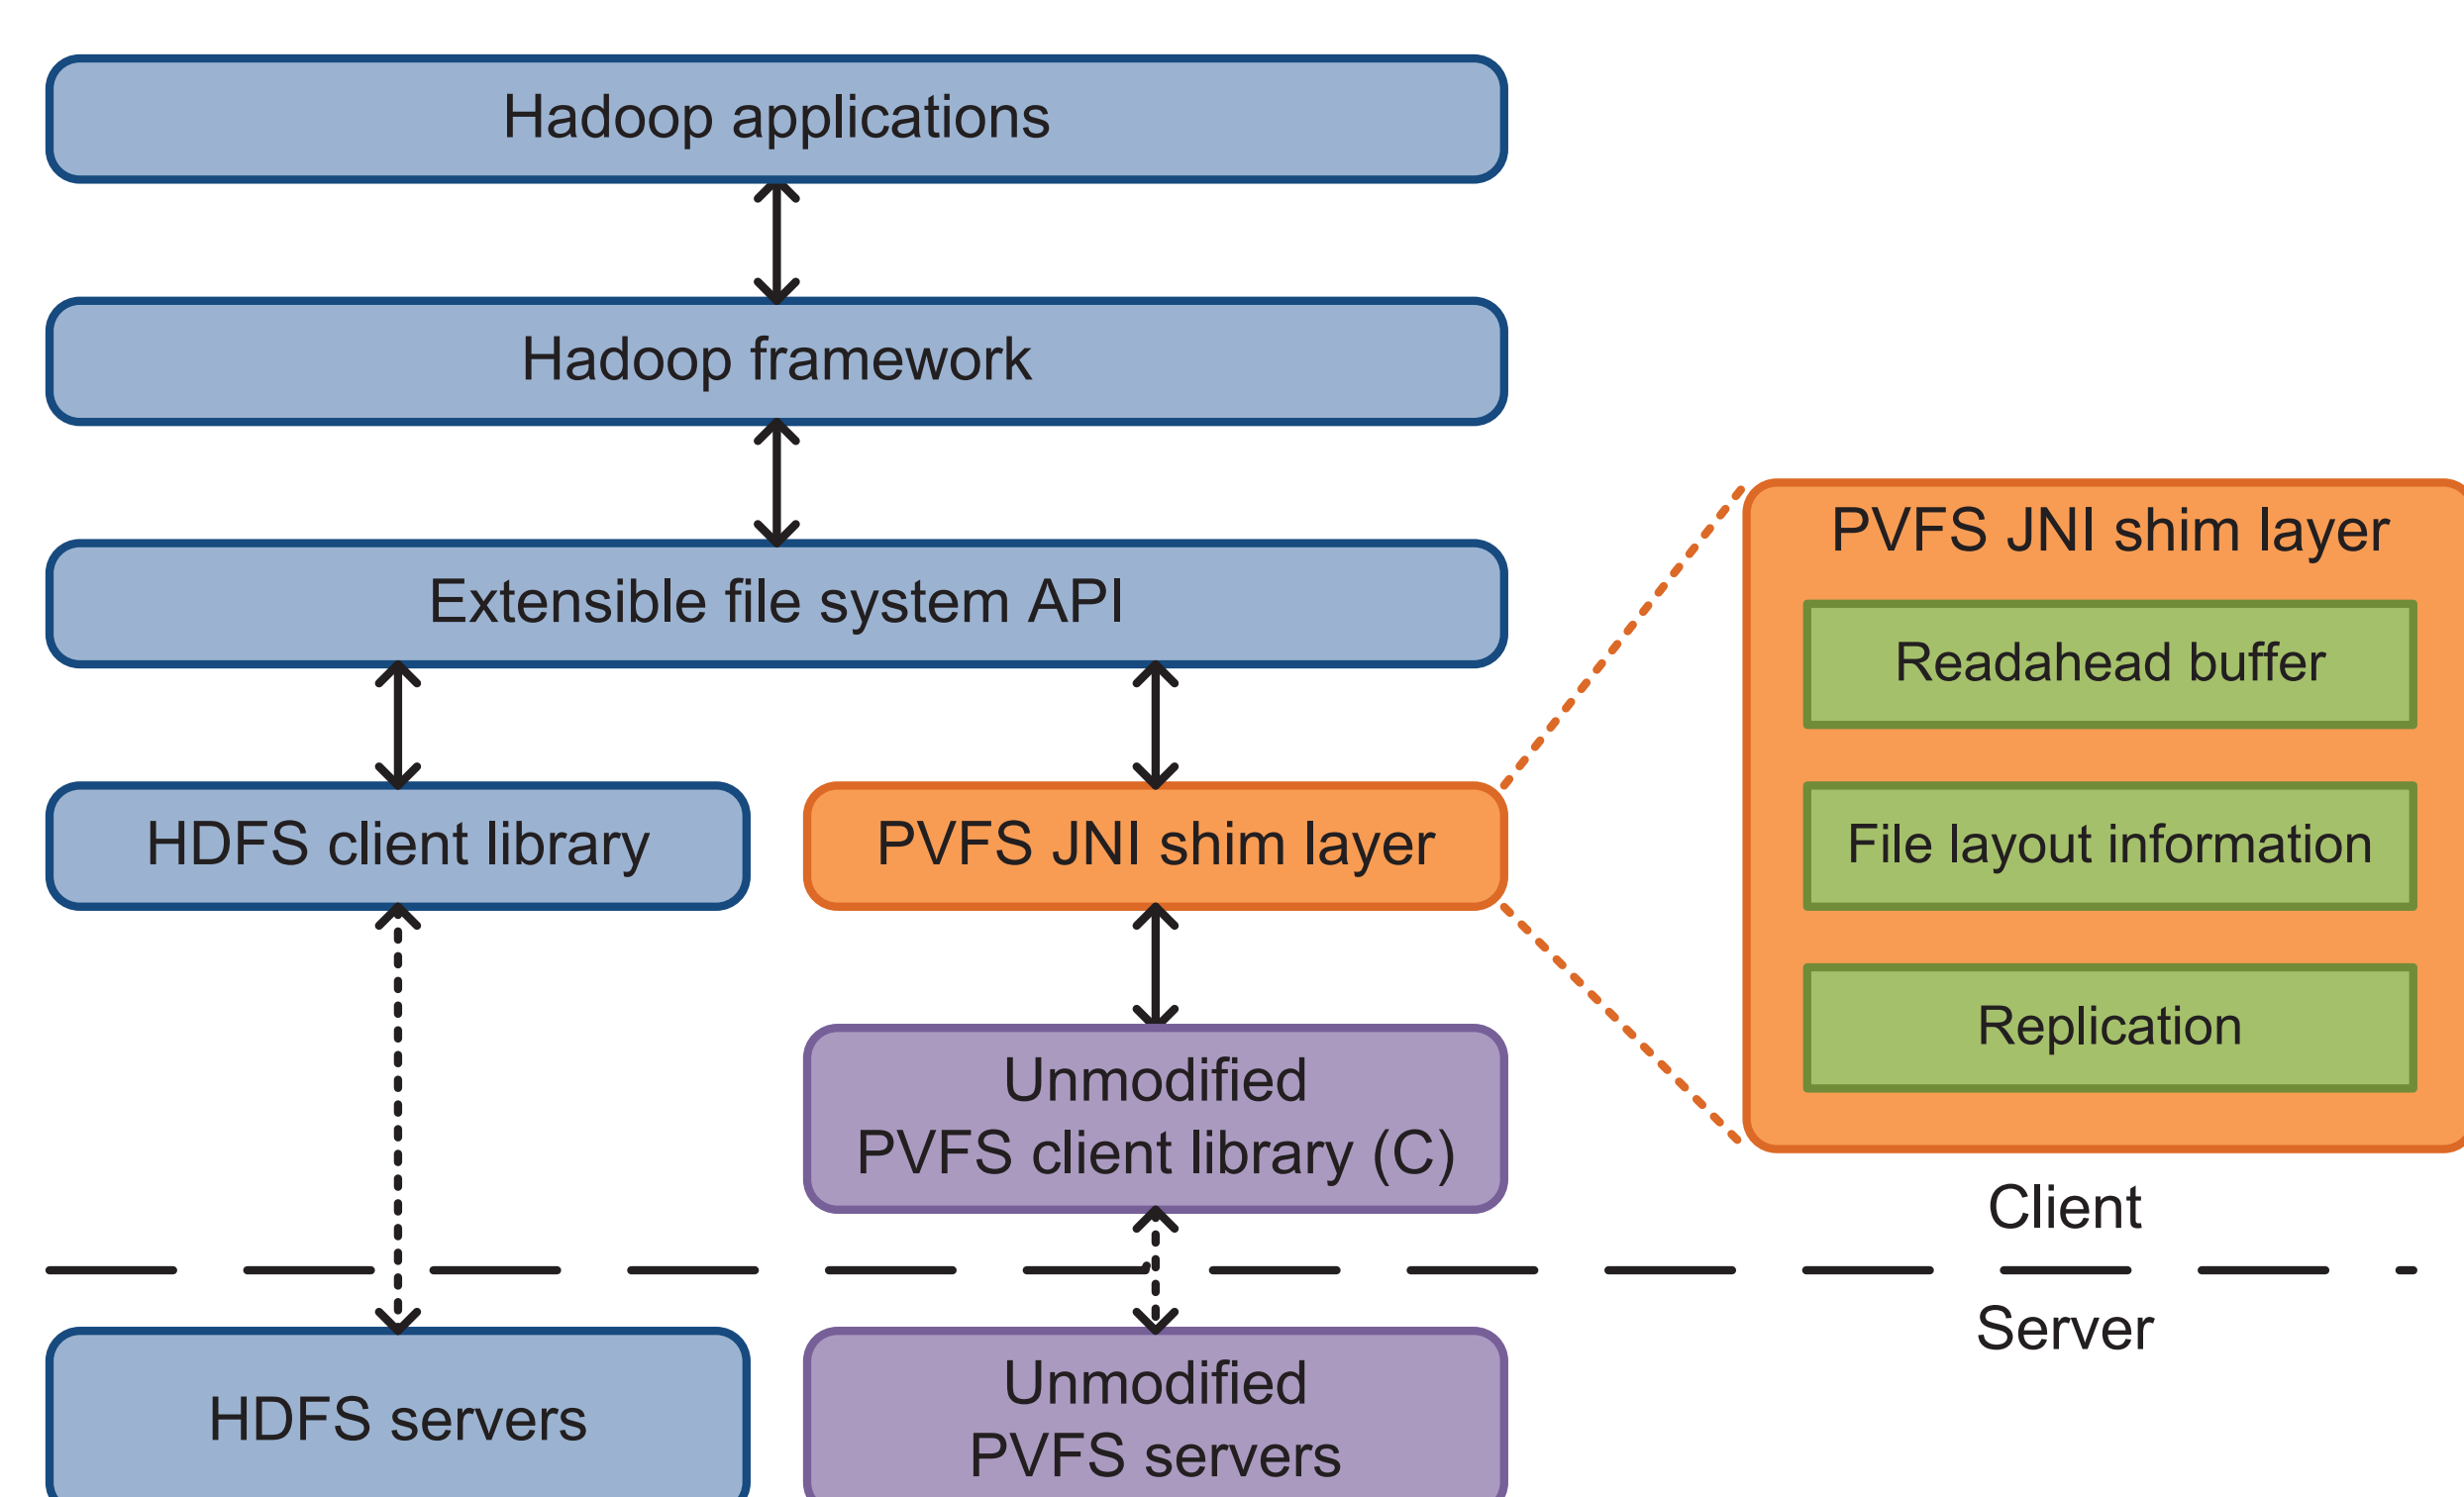 Hadoop applications
Hadoop framework
Extensible file system API
HDFS client library
PVFS JNI shim layer
Unmodified
PVFS client library (C)
HDFS servers
Unmodified
PVFS servers
PVFS JNI shim layer
Readahead buffer
File layout information
Replication
Client
Server